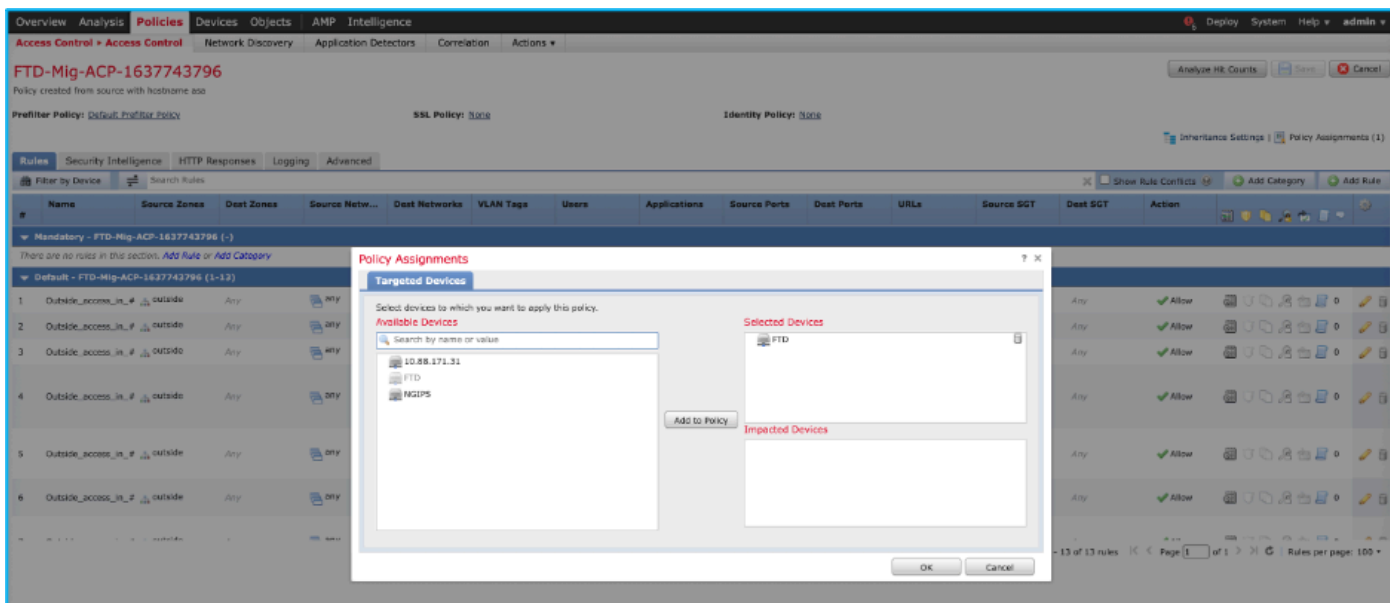 Overview Analysis Policies Devices Objects AMP Intelligence Deploy System Help admin
Access Control ▸ Access Control Network Discovery Application Detectors Correlation Actions
FTD-Mig-ACP-1637743796
Analyze Hit Counts Save Cancel
Policy created from source with hostname asa
Prefilter Policy: Default Prefilter Policy SSL Policy: None Identity Policy: None
Inheritance Settings | Policy Assignments (1)
Rules Security Intelligence HTTP Responses Logging Advanced
Filter by Device Search Rules Show Rule Conflicts Add Category Add Rule
# Name Source Zones Dest Zones Source Netw... Dest Networks VLAN Tags Users Applications Source Ports Dest Ports URLs Source SGT Dest SGT Action
Mandatory - FTD-Mig-ACP-1637743796 (-)
There are no rules in this section. Add Rule or Add Category
Default - FTD-Mig-ACP-1637743796 (1-13)
1 Outside_access_in_# outside Any any Any Allow 0
2 Outside_access_in_# outside Any any Any Allow 0
3 Outside_access_in_# outside Any any Any Allow 0
4 Outside_access_in_# outside Any any Any Allow 0
5 Outside_access_in_# outside Any any Any Allow 0
6 Outside_access_in_# outside Any any Any Allow 0
Policy Assignments ? ×
Targeted Devices
Select devices to which you want to apply this policy.
Available Devices
Search by name or value
10.88.171.31
FTD
NGIPS
Add to Policy
Selected Devices
FTD
Impacted Devices
OK Cancel
- 13 of 13 rules Page 1 of 1 Rules per page: 100